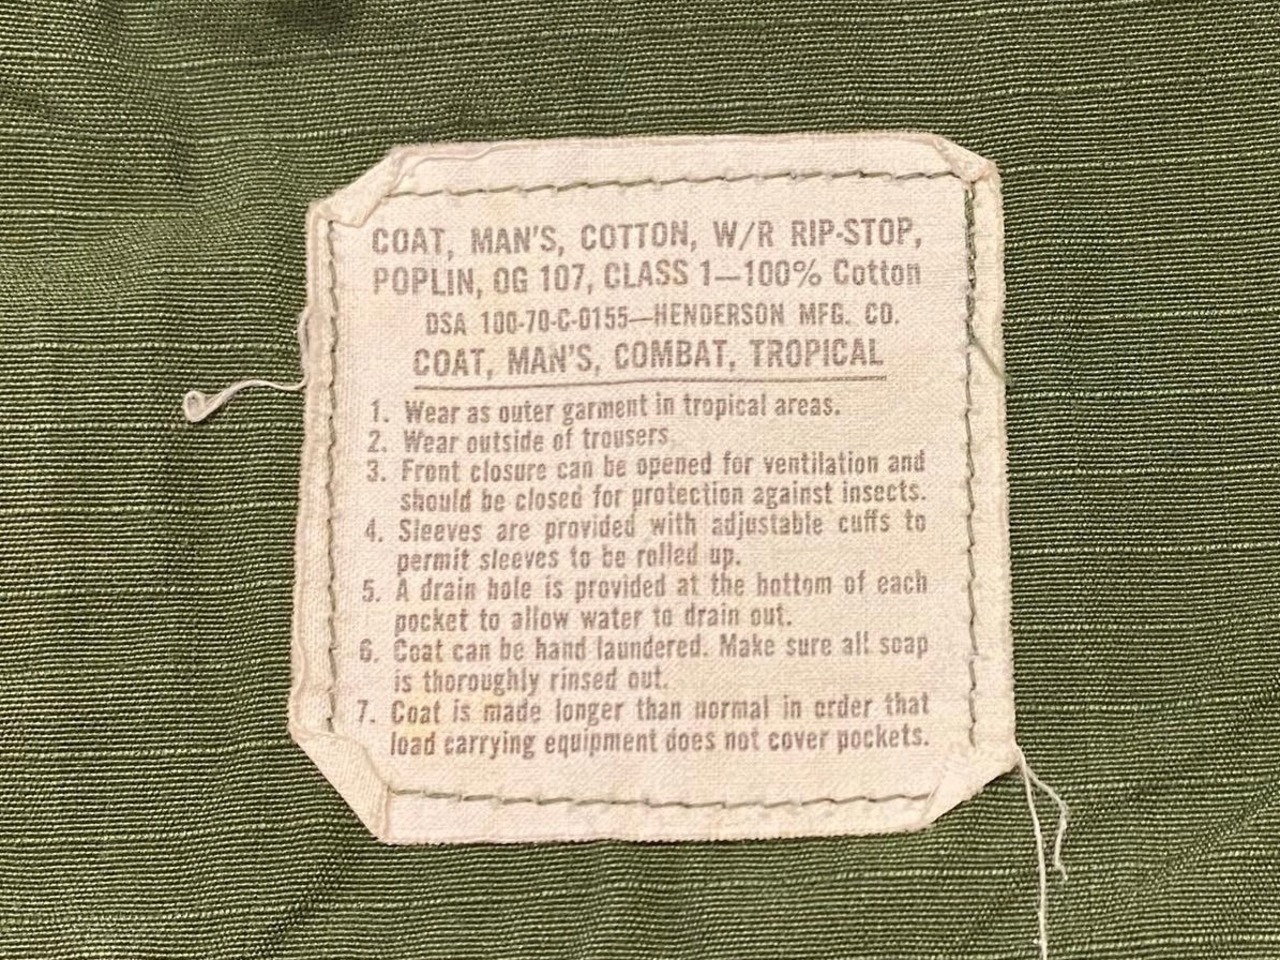 COAT, MAN'S, COTTON, W/R RIP-STOP,
POPLIN, OG 107, CLASS 1—100% Cotton
DSA 100-70-C-0155—HENDERSON MFG. CO.
COAT, MAN'S, COMBAT, TROPICAL
1. Wear as outer garment in tropical areas.
2. Wear outside of trousers.
3. Front closure can be opened for ventilation and
should be closed for protection against insects.
4. Sleeves are provided with adjustable cuffs to
permit sleeves to be rolled up.
5. A drain hole is provided at the bottom of each
pocket to allow water to drain out.
6. Coat can be hand laundered. Make sure all soap
is thoroughly rinsed out.
7. Coat is made longer than normal in order that
load carrying equipment does not cover pockets.